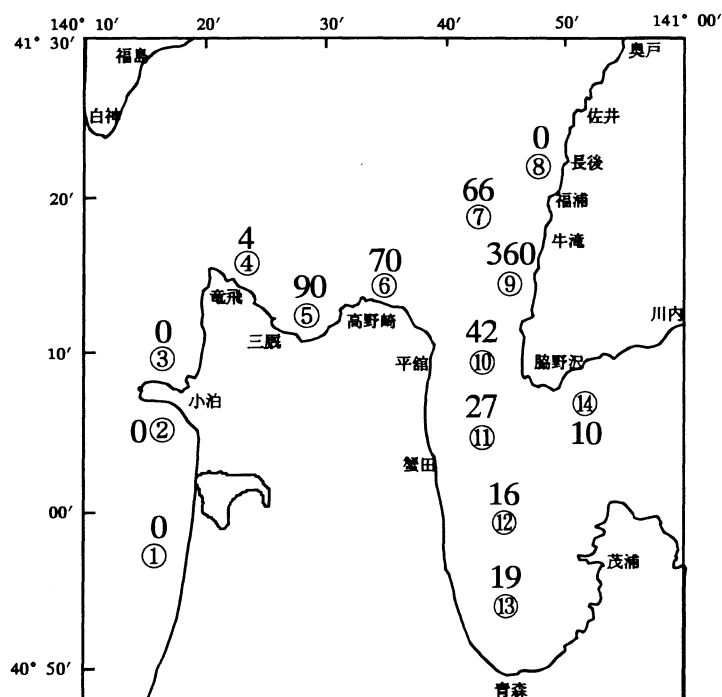 140° 10′ 20′ 30′ 40′ 50′ 141° 00′
41° 30′
福島
奥戸
白神
佐井
0
⑧
長後
20′
66
⑦
福浦
牛滝
4
④
360
⑨
70
⑥
90
⑤
竜飛
高野崎
三厩
川内
0
③
10′
42
⑩
平舘
脇野沢
小泊
0②
27
⑪
⑭
10
蟹田
16
⑫
00′
0
①
茂浦
19
⑬
40° 50′
青森